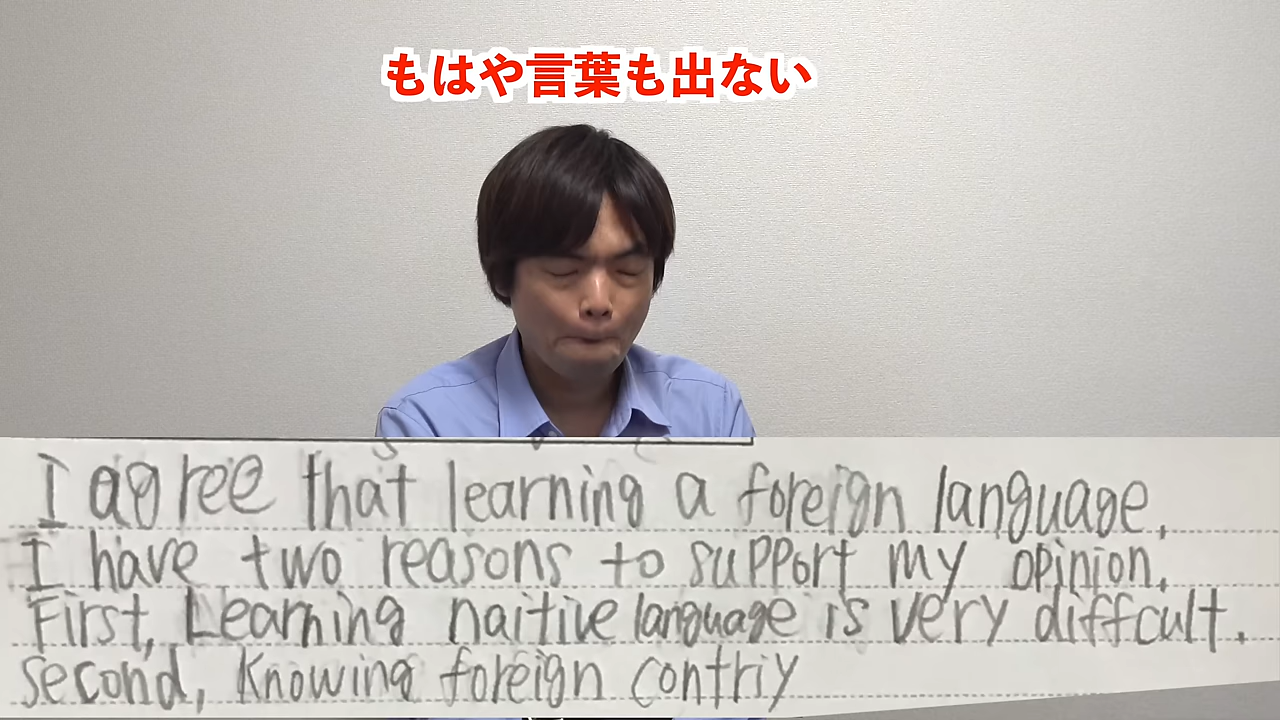 もはや言葉も出ない
I agree that learning a foreign language.
I have two reasons to support my opinion.
First, Learning naitive language is very diffcult.
Second, Knowing foreign contriy